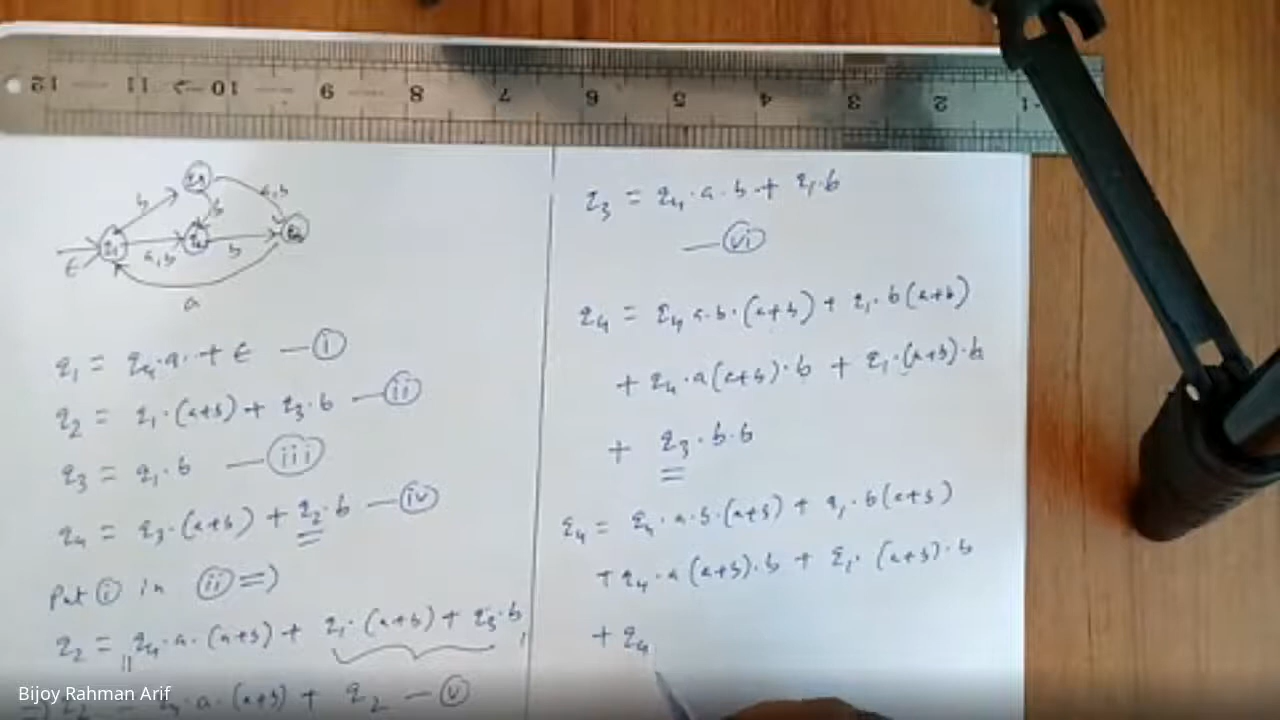 12 11 10 9 8 7 6 5 4 3 2 1
b a,b
b
ε a,b b
a
q₁ = q₄·a·+ ε — (i)
q₂ = q₁·(a+b) + q₃·b — (ii)
q₃ = q₁·b — (iii)
q₄ = q₃·(a+b) + q₂·b — (iv)
Put (i) in (ii) =>
q₂ = q₄·a·(a+b) + q₁·(a+b) + q₃·b
q₄·a·(a+b) + q₂ — (v)
q₃ = q₄·a·b + q₁·b
— (vi)
q₄ = q₄ a·b·(a+b) + q₁·b(a+b)
+ q₄·a(a+b)·b + q₁·(a+b)·b
+ q₃·b·b
q₄ = q₄·a·b·(a+b) + q₁·b(a+b)
+ q₄·a(a+b)·b + q₁·(a+b)·b
+ q₄
Bijoy Rahman Arif